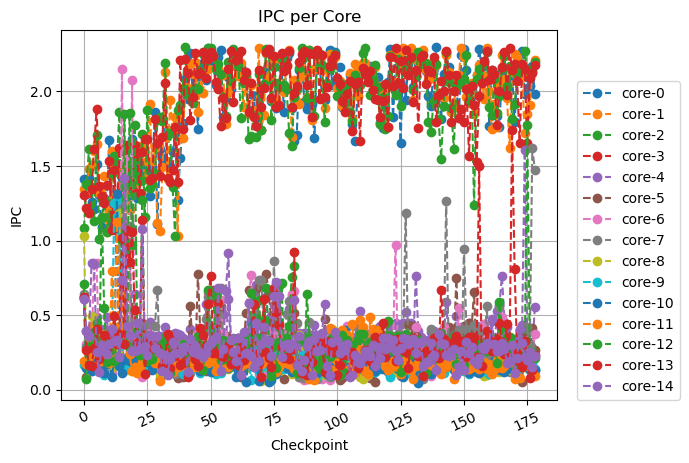 IPC per Core
IPC
2.0
1.5
1.0
0.5
0.0
0
25
50
75
100
125
150
175
Checkpoint
core-0
core-1
core-2
core-3
core-4
core-5
core-6
core-7
core-8
core-9
core-10
core-11
core-12
core-13
core-14